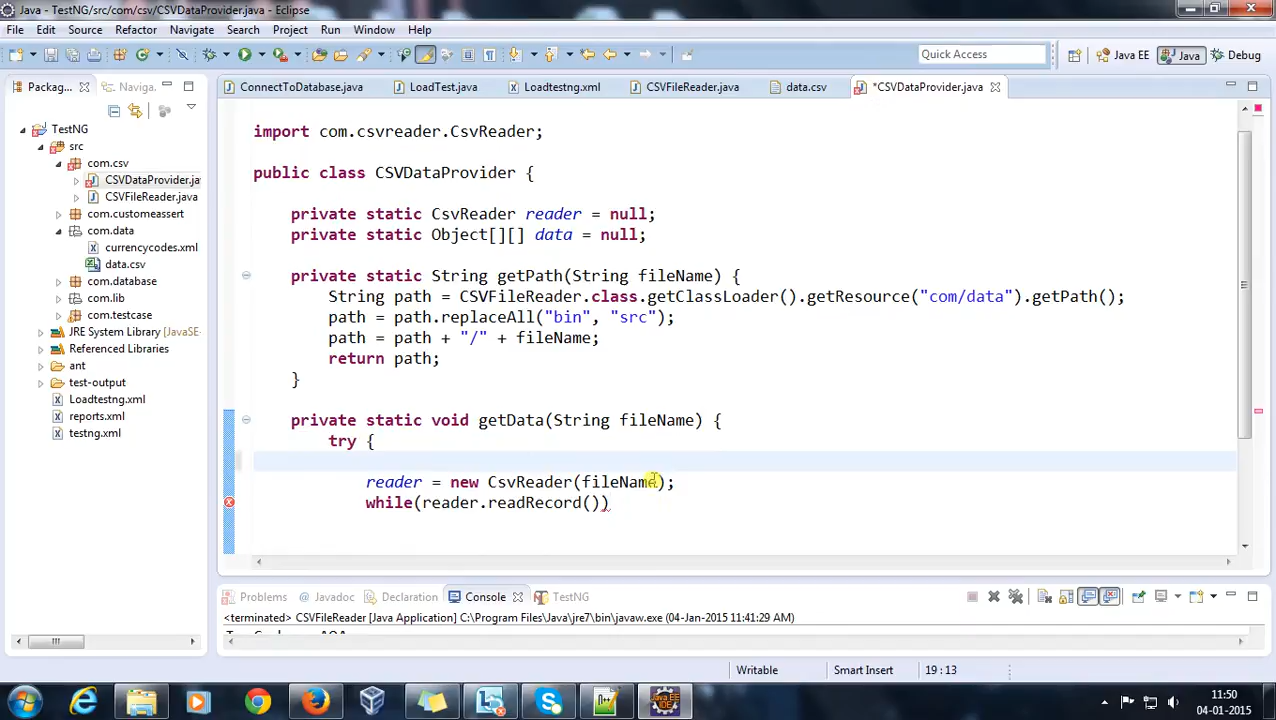 Java - TestNG/src/com/csv/CSVDataProvider.java - Eclipse
File Edit Source Refactor Navigate Search Project Run Window Help
Quick Access
Java EE
Java
Debug
Packag...
Naviga...
ConnectToDatabase.java
LoadTest.java
Loadtestng.xml
CSVFileReader.java
data.csv
*CSVDataProvider.java
TestNG
src
com.csv
CSVDataProvider.ja
CSVFileReader.java
com.customeassert
com.data
currencycodes.xml
data.csv
com.database
com.lib
com.testcase
JRE System Library [JavaSE-
Referenced Libraries
ant
test-output
Loadtestng.xml
reports.xml
testng.xml
import com.csvreader.CsvReader;
public class CSVDataProvider {
private static CsvReader reader = null;
private static Object[][] data = null;
private static String getPath(String fileName) {
String path = CSVFileReader.class.getClassLoader().getResource("com/data").getPath();
path = path.replaceAll("bin", "src");
path = path + "/" + fileName;
return path;
}
private static void getData(String fileName) {
try {
reader = new CsvReader(fileName);
while(reader.readRecord())
Problems
Javadoc
Declaration
Console
TestNG
<terminated> CSVFileReader [Java Application] C:\Program Files\Java\jre7\bin\javaw.exe (04-Jan-2015 11:41:29 AM)
Writable
Smart Insert
19 : 13
11:50
04-01-2015